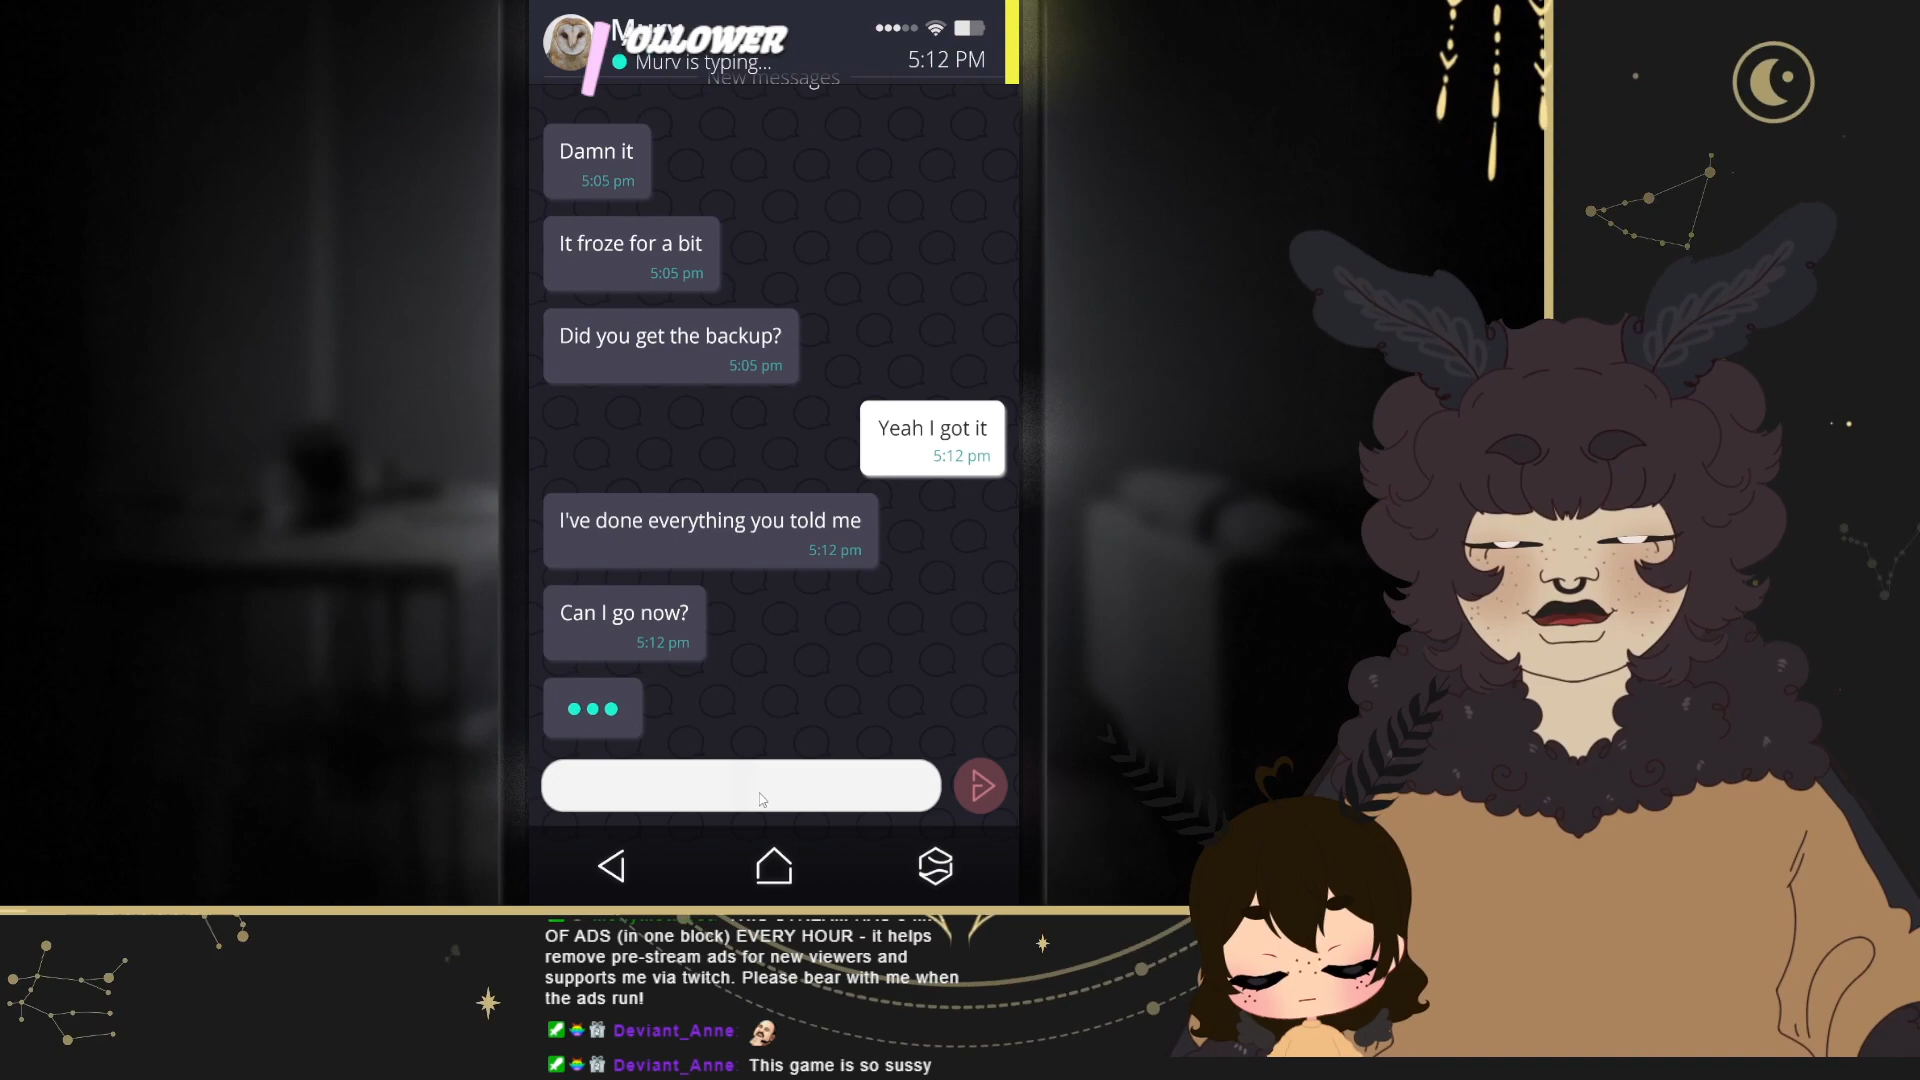 OLLOWER
Murv is typing...
5:12 PM
New messages
Damn it
5:05 pm
It froze for a bit
5:05 pm
Did you get the backup?
5:05 pm
Yeah I got it
5:12 pm
I've done everything you told me
5:12 pm
Can I go now?
5:12 pm
OF ADS (in one block) EVERY HOUR - it helps
remove pre-stream ads for new viewers and
supports me via twitch. Please bear with me when
the ads run!
Deviant_Anne:
Deviant_Anne: This game is so sussy